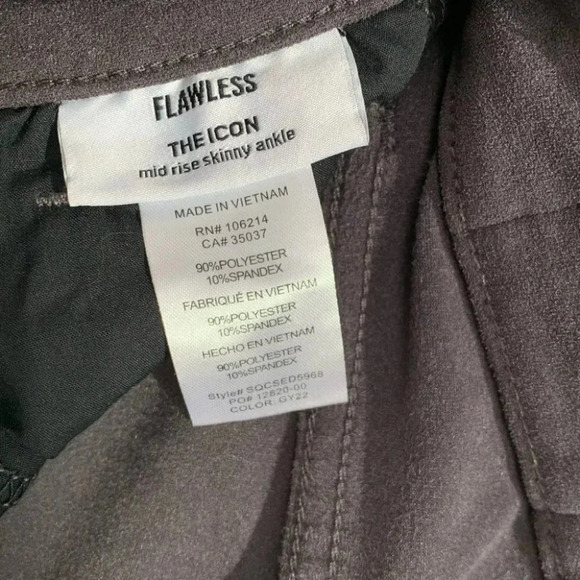 FLAWLESS
THE ICON
mid rise skinny ankle
MADE IN VIETNAM
RN# 106214
CA# 35037
90%POLYESTER
10%SPANDEX
FABRIQUÉ EN VIETNAM
90%POLYESTER
10%SPANDEX
HECHO EN VIETNAM
90%POLYESTER
10%SPANDEX
Style# SQCSED5968
PO# 12820-00
COLOR: GY22